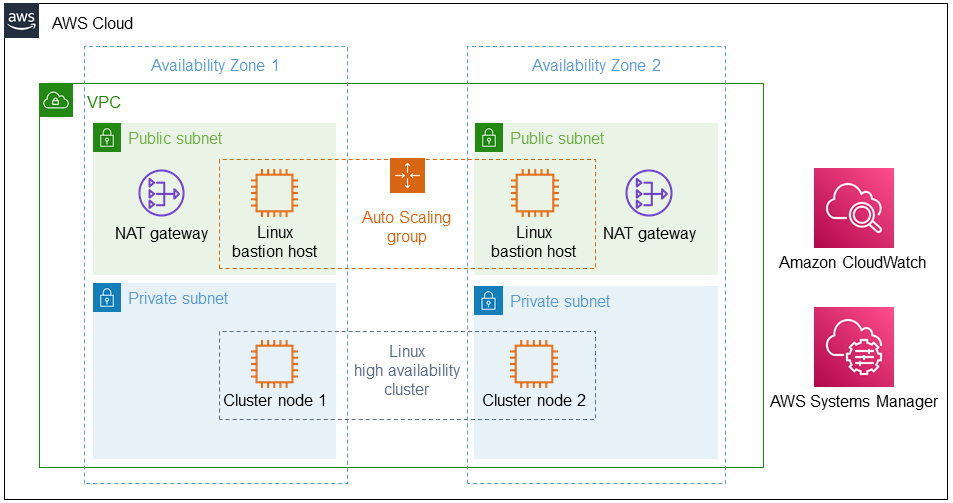 aws
AWS Cloud
Availability Zone 1
Availability Zone 2
VPC
Public subnet
Public subnet
NAT gateway
Linux
bastion host
Auto Scaling
group
Linux
bastion host
NAT gateway
Amazon CloudWatch
Private subnet
Private subnet
Linux
high availability
cluster
Cluster node 1
Cluster node 2
AWS Systems Manager